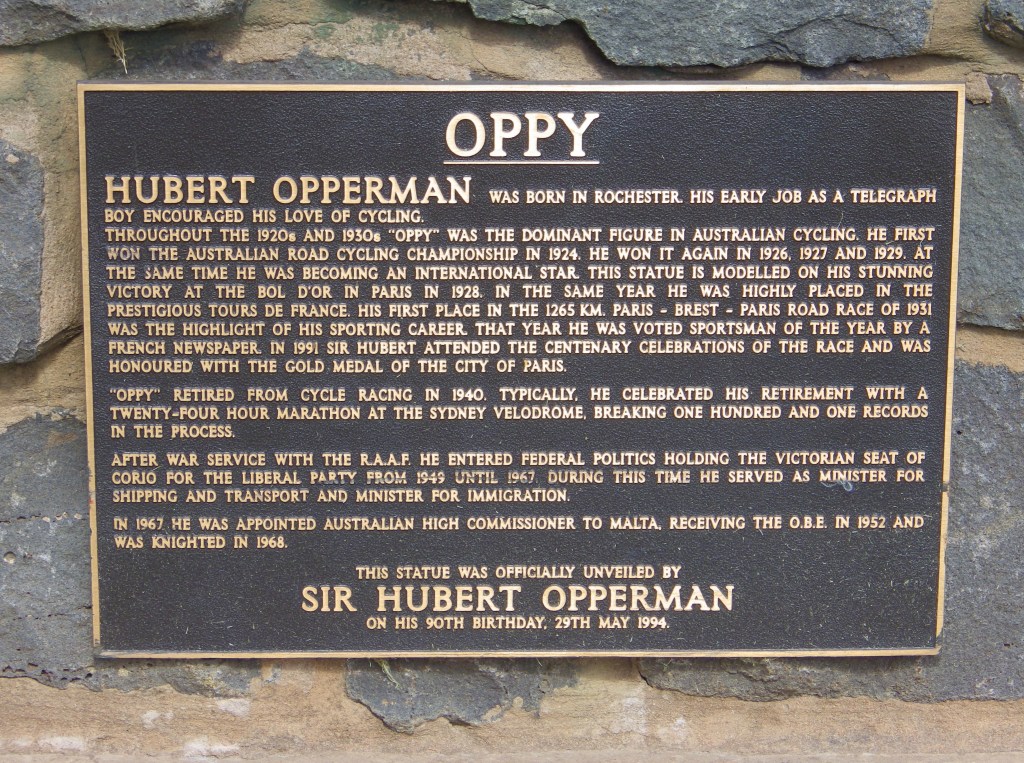 OPPY
HUBERT OPPERMAN WAS BORN IN ROCHESTER. HIS EARLY JOB AS A TELEGRAPH
BOY ENCOURAGED HIS LOVE OF CYCLING.
THROUGHOUT THE 1920s AND 1930s "OPPY" WAS THE DOMINANT FIGURE IN AUSTRALIAN CYCLING. HE FIRST
WON THE AUSTRALIAN ROAD CYCLING CHAMPIONSHIP IN 1924. HE WON IT AGAIN IN 1926, 1927 AND 1929. AT
THE SAME TIME HE WAS BECOMING AN INTERNATIONAL STAR. THIS STATUE IS MODELLED ON HIS STUNNING
VICTORY AT THE BOL D'OR IN PARIS IN 1928. IN THE SAME YEAR HE WAS HIGHLY PLACED IN THE
PRESTIGIOUS TOURS DE FRANCE. HIS FIRST PLACE IN THE 1265 KM. PARIS - BREST - PARIS ROAD RACE OF 1931
WAS THE HIGHLIGHT OF HIS SPORTING CAREER. THAT YEAR HE WAS VOTED SPORTSMAN OF THE YEAR BY A
FRENCH NEWSPAPER. IN 1991 SIR HUBERT ATTENDED THE CENTENARY CELEBRATIONS OF THE RACE AND WAS
HONOURED WITH THE GOLD MEDAL OF THE CITY OF PARIS.
"OPPY" RETIRED FROM CYCLE RACING IN 1940. TYPICALLY, HE CELEBRATED HIS RETIREMENT WITH A
TWENTY-FOUR HOUR MARATHON AT THE SYDNEY VELODROME, BREAKING ONE HUNDRED AND ONE RECORDS
IN THE PROCESS.
AFTER WAR SERVICE WITH THE R.A.A.F. HE ENTERED FEDERAL POLITICS HOLDING THE VICTORIAN SEAT OF
CORIO FOR THE LIBERAL PARTY FROM 1949 UNTIL 1967. DURING THIS TIME HE SERVED AS MINISTER FOR
SHIPPING AND TRANSPORT AND MINISTER FOR IMMIGRATION.
IN 1967 HE WAS APPOINTED AUSTRALIAN HIGH COMMISSIONER TO MALTA, RECEIVING THE O.B.E. IN 1952 AND
WAS KNIGHTED IN 1968.
THIS STATUE WAS OFFICIALLY UNVEILED BY
SIR HUBERT OPPERMAN
ON HIS 90TH BIRTHDAY, 29TH MAY 1994.